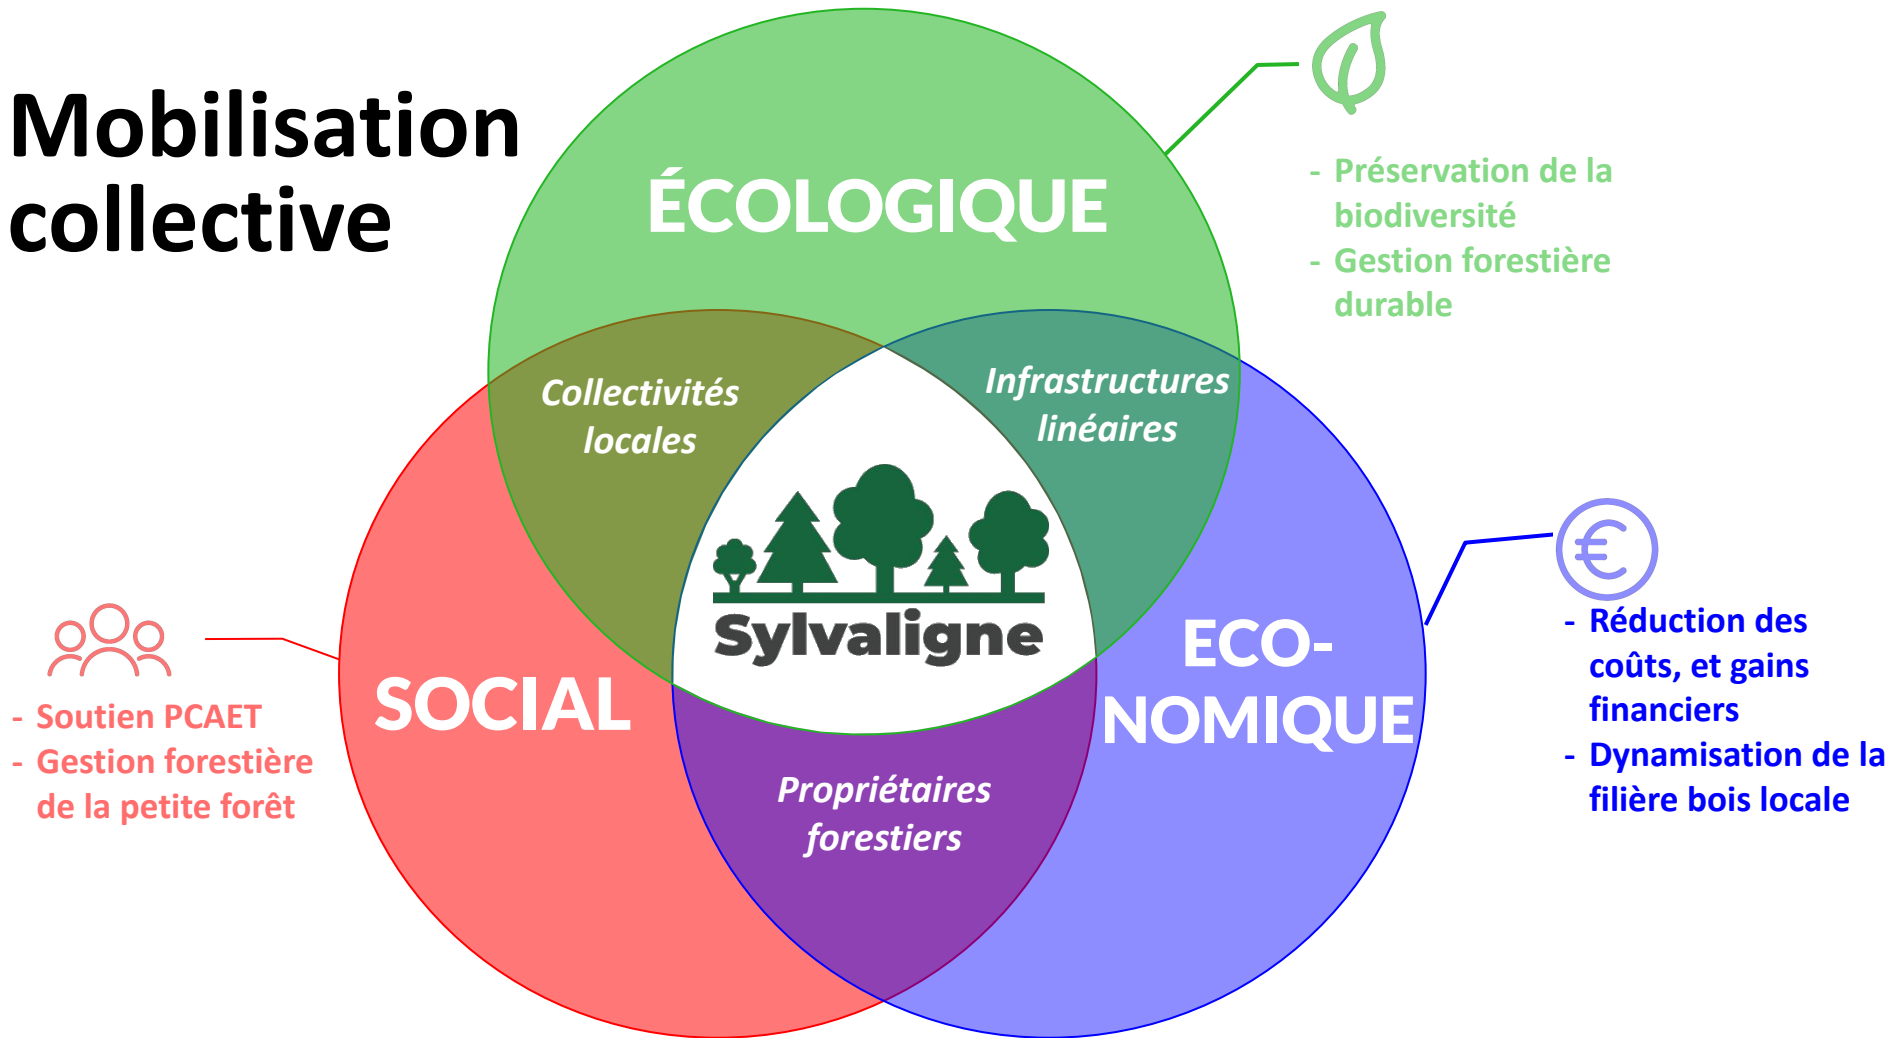 Mobilisation
collective
ÉCOLOGIQUE
- Préservation de la
biodiversité
- Gestion forestière
durable
Collectivités
locales
Infrastructures
linéaires
Sylvaligne
SOCIAL
- Soutien PCAET
- Gestion forestière
de la petite forêt
ECO-
NOMIQUE
€
- Réduction des
coûts, et gains
financiers
- Dynamisation de la
filière bois locale
Propriétaires
forestiers